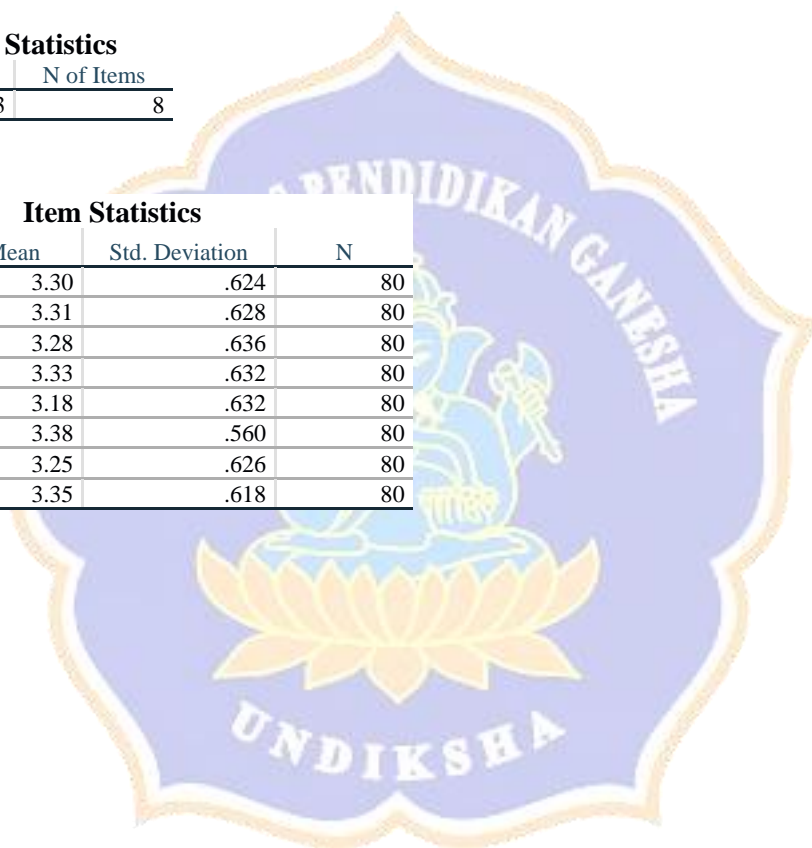 Statistics
N of Items
8
Item Statistics
Mean Std. Deviation N
3.30 .624 80
3.31 .628 80
3.28 .636 80
3.33 .632 80
3.18 .632 80
3.38 .560 80
3.25 .626 80
3.35 .618 80
PENDIDIKAN GANESHA
UNDIKSHA